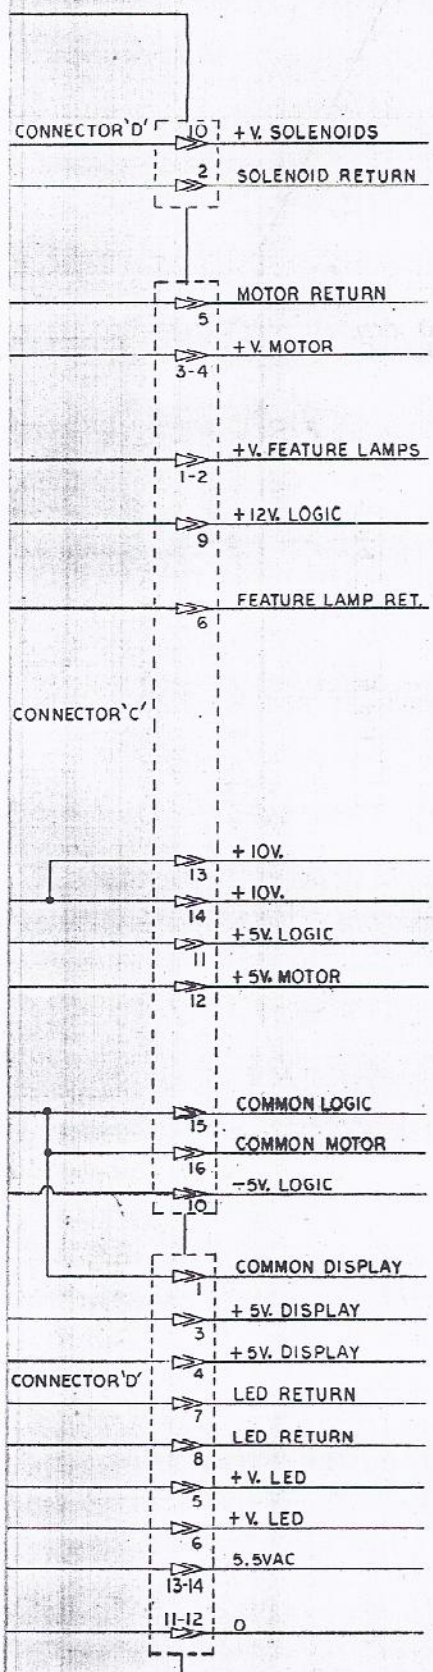 CONNECTOR 'D' 10 +V. SOLENOIDS
2 SOLENOID RETURN
MOTOR RETURN
5
+V. MOTOR
3-4
+V. FEATURE LAMPS
1-2
+12V. LOGIC
9
FEATURE LAMP RET.
6
CONNECTOR 'C'
+10V.
13
+10V.
14
+5V. LOGIC
11
+5V. MOTOR
12
COMMON LOGIC
15
COMMON MOTOR
16
-5V. LOGIC
10
COMMON DISPLAY
1
+5V. DISPLAY
3
+5V. DISPLAY
4
CONNECTOR 'D'
LED RETURN
7
LED RETURN
8
+V. LED
5
+V. LED
6
5.5VAC
13-14
11-12 0